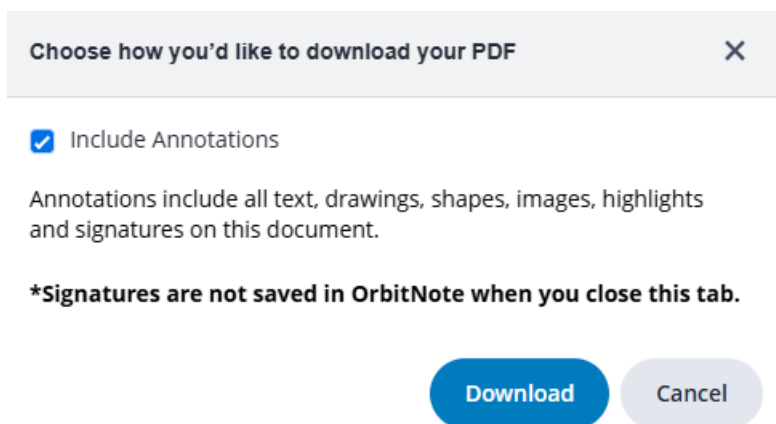 Choose how you’d like to download your PDF
Include Annotations
Annotations include all text, drawings, shapes, images, highlights
and signatures on this document.
*Signatures are not saved in OrbitNote when you close this tab.
Download Cancel